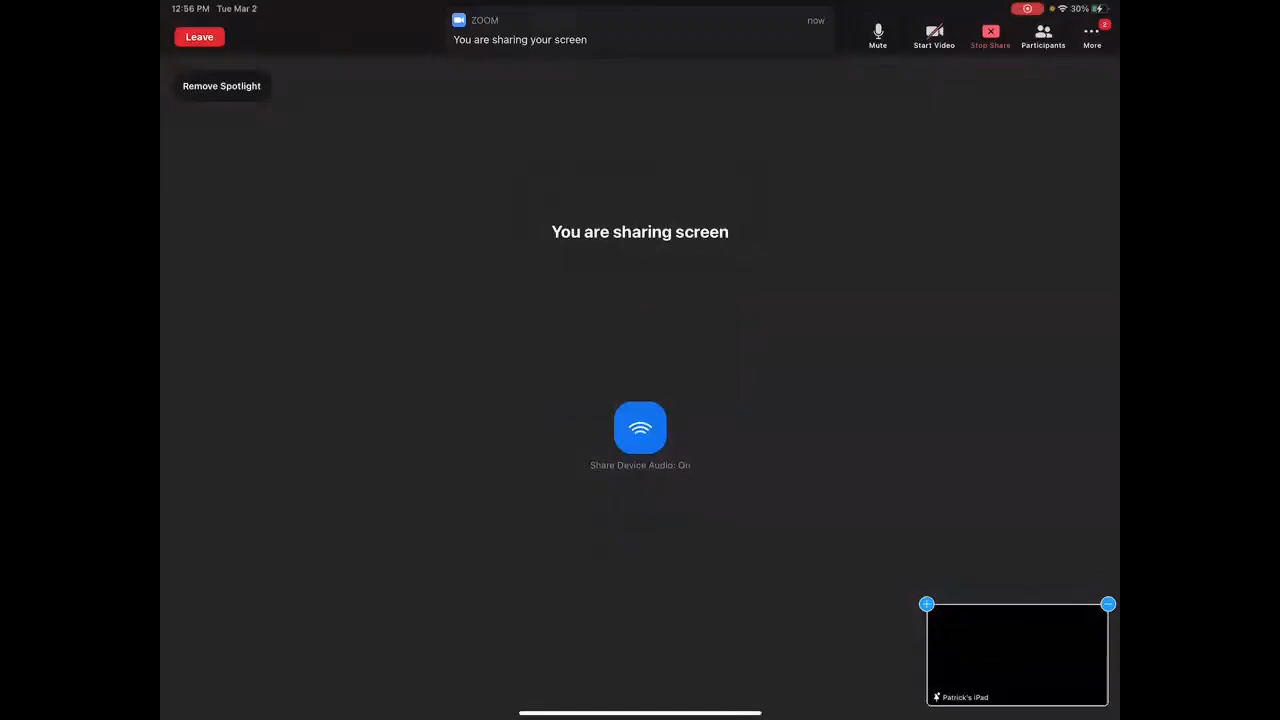 12:56 PM Tue Mar 2
30%
Leave
ZOOM
now
You are sharing your screen
2
Mute
Start Video
Stop Share
Participants
More
Remove Spotlight
You are sharing screen
Share Device Audio: On
Patrick's iPad